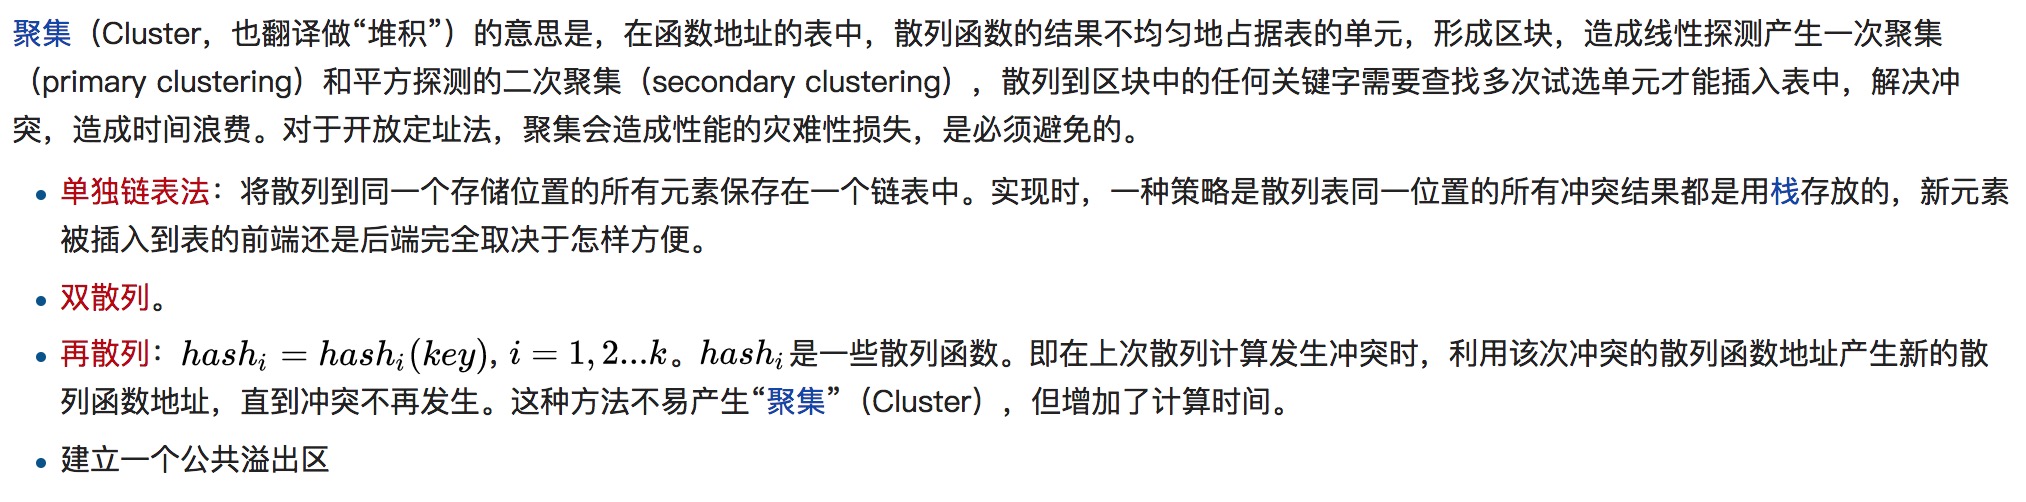 聚集（Cluster，也翻译做“堆积”）的意思是，在函数地址的表中，散列函数的结果不均匀地占据表的单元，形成区块，造成线性探测产生一次聚集
（primary clustering）和平方探测的二次聚集（secondary clustering），散列到区块中的任何关键字需要查找多次试选单元才能插入表中，解决冲
突，造成时间浪费。对于开放定址法，聚集会造成性能的灾难性损失，是必须避免的。
• 单独链表法：将散列到同一个存储位置的所有元素保存在一个链表中。实现时，一种策略是散列表同一位置的所有冲突结果都是用栈存放的，新元素
被插入到表的前端还是后端完全取决于怎样方便。
• 双散列。
• 再散列：hash_i = hash_i(key), i = 1, 2...k。hash_i是一些散列函数。即在上次散列计算发生冲突时，利用该次冲突的散列函数地址产生新的散
列函数地址，直到冲突不再发生。这种方法不易产生“聚集”（Cluster），但增加了计算时间。
• 建立一个公共溢出区